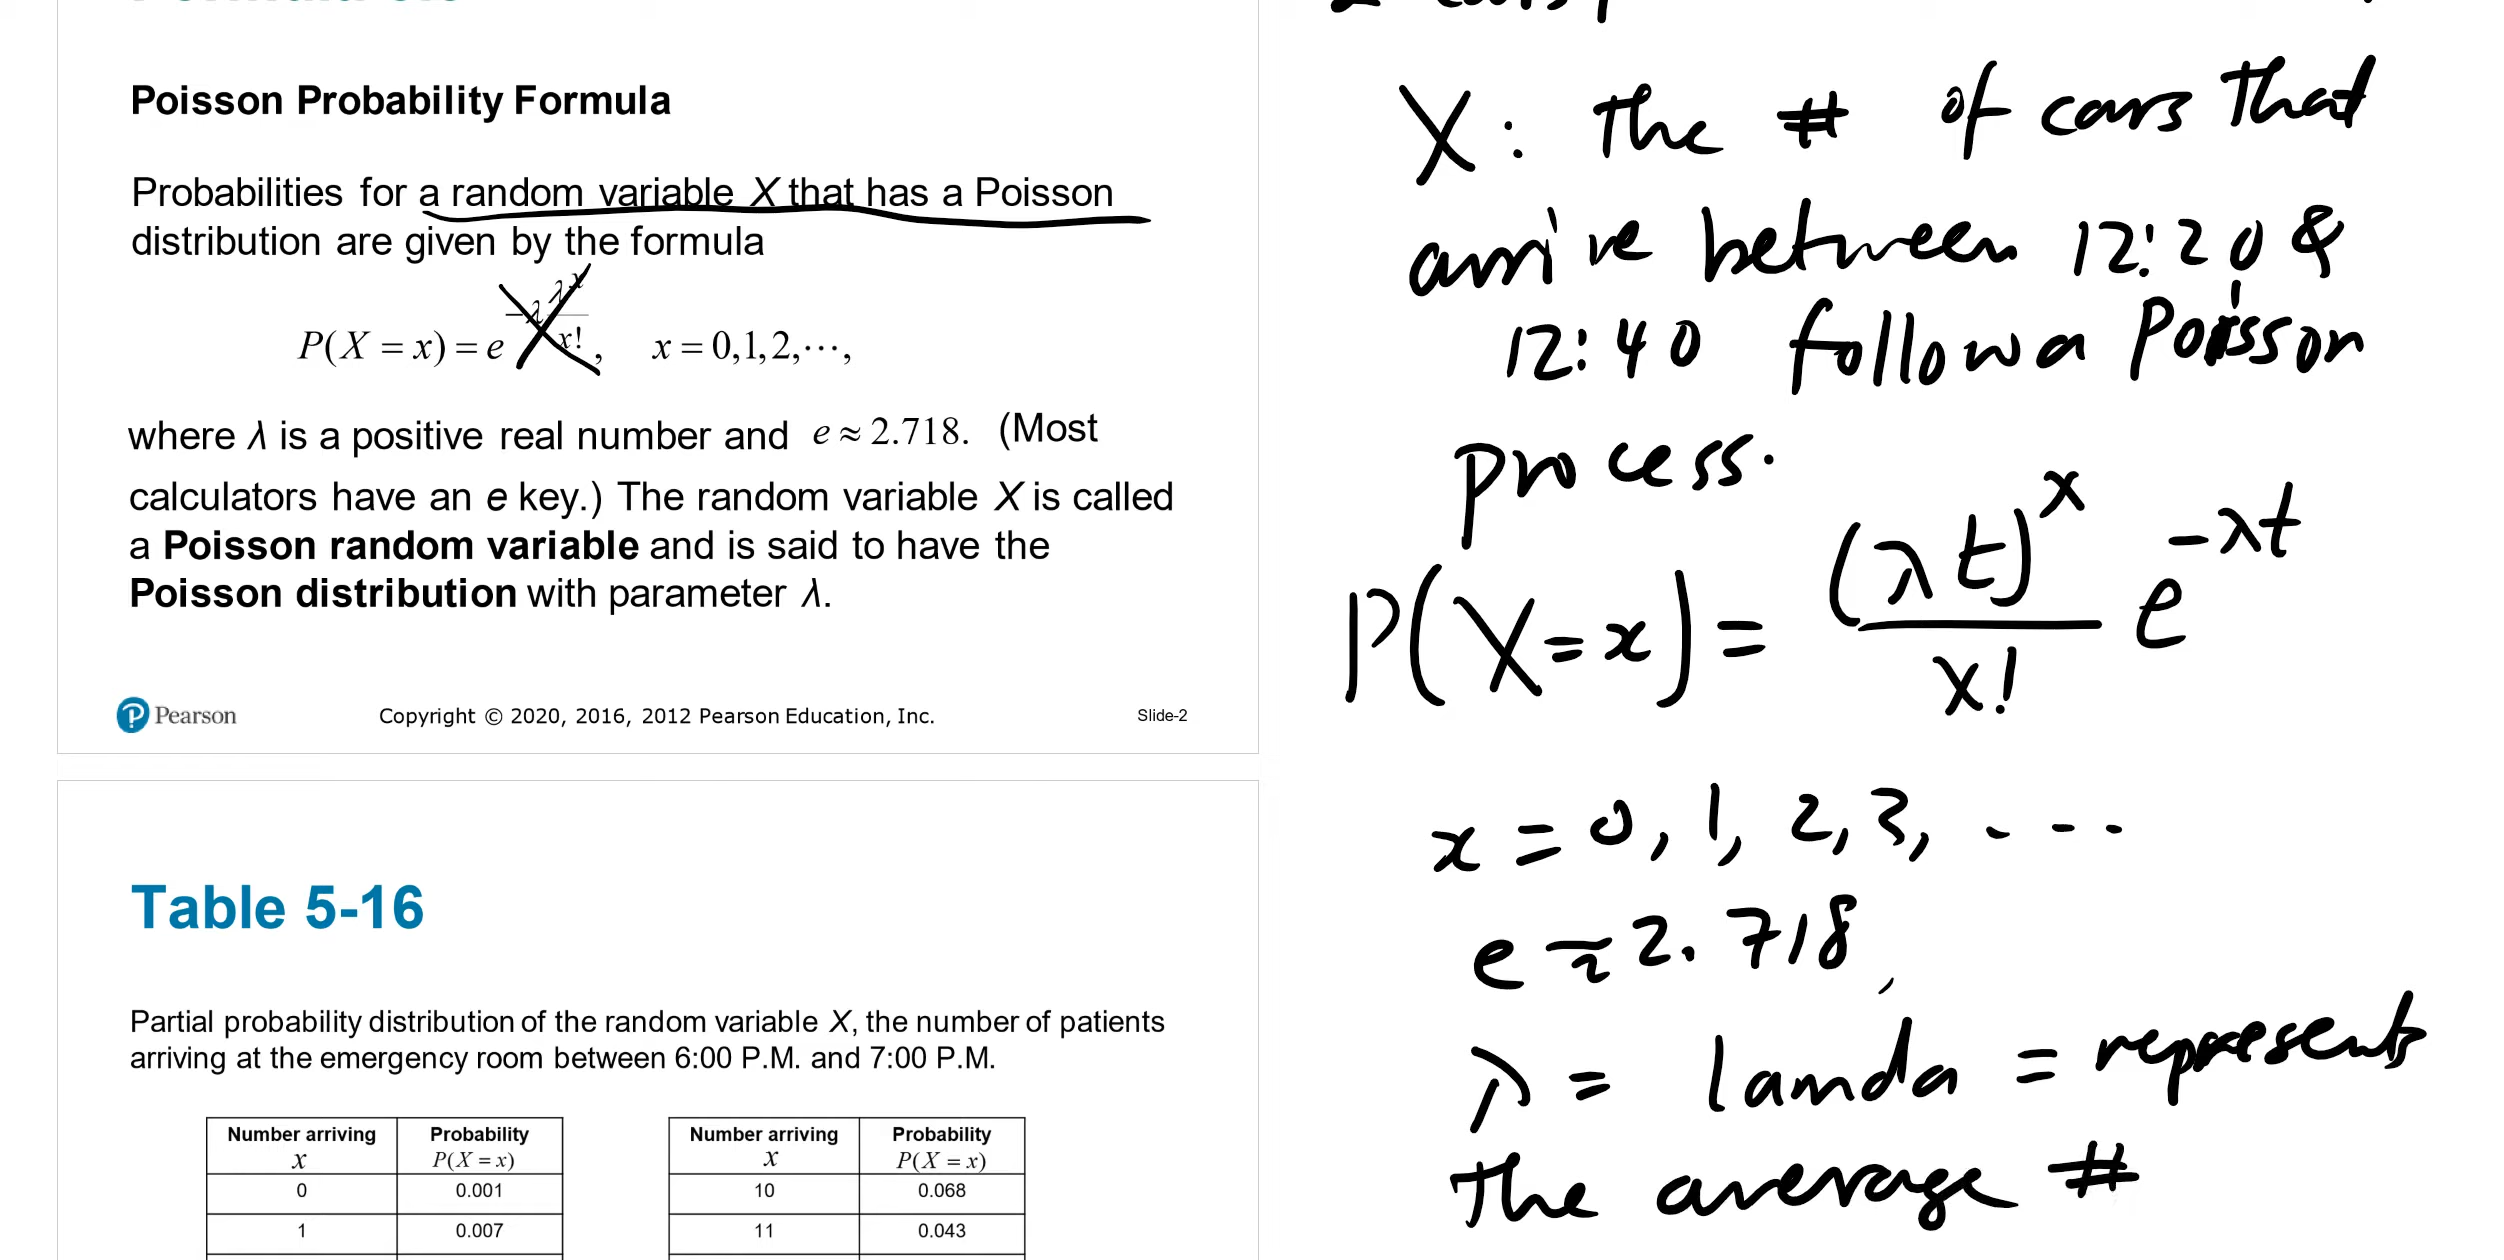 Poisson Probability Formula
Probabilities for a random variable X that has a Poisson
distribution are given by the formula
P(X = x) = e^{-λ} λ^x / x!, x = 0,1,2,⋯,
where λ is a positive real number and e ≈ 2.718. (Most
calculators have an e key.) The random variable X is called
a Poisson random variable and is said to have the
Poisson distribution with parameter λ.
Pearson
Copyright © 2020, 2016, 2012 Pearson Education, Inc.
Slide-2
Table 5-16
Partial probability distribution of the random variable X, the number of patients
arriving at the emergency room between 6:00 P.M. and 7:00 P.M.
Number arriving x Probability P(X = x)
0 0.001
1 0.007
Number arriving x Probability P(X = x)
10 0.068
11 0.043
X : The # of cars that
arrive between 12:20 &
12:40 follow a Poisson
process.
P(X=x) = (λt)^x / x! e^{-λt}
x = 0, 1, 2, 3, . - - -
e ≈ 2.718,
λ = lamda = represents
the average #